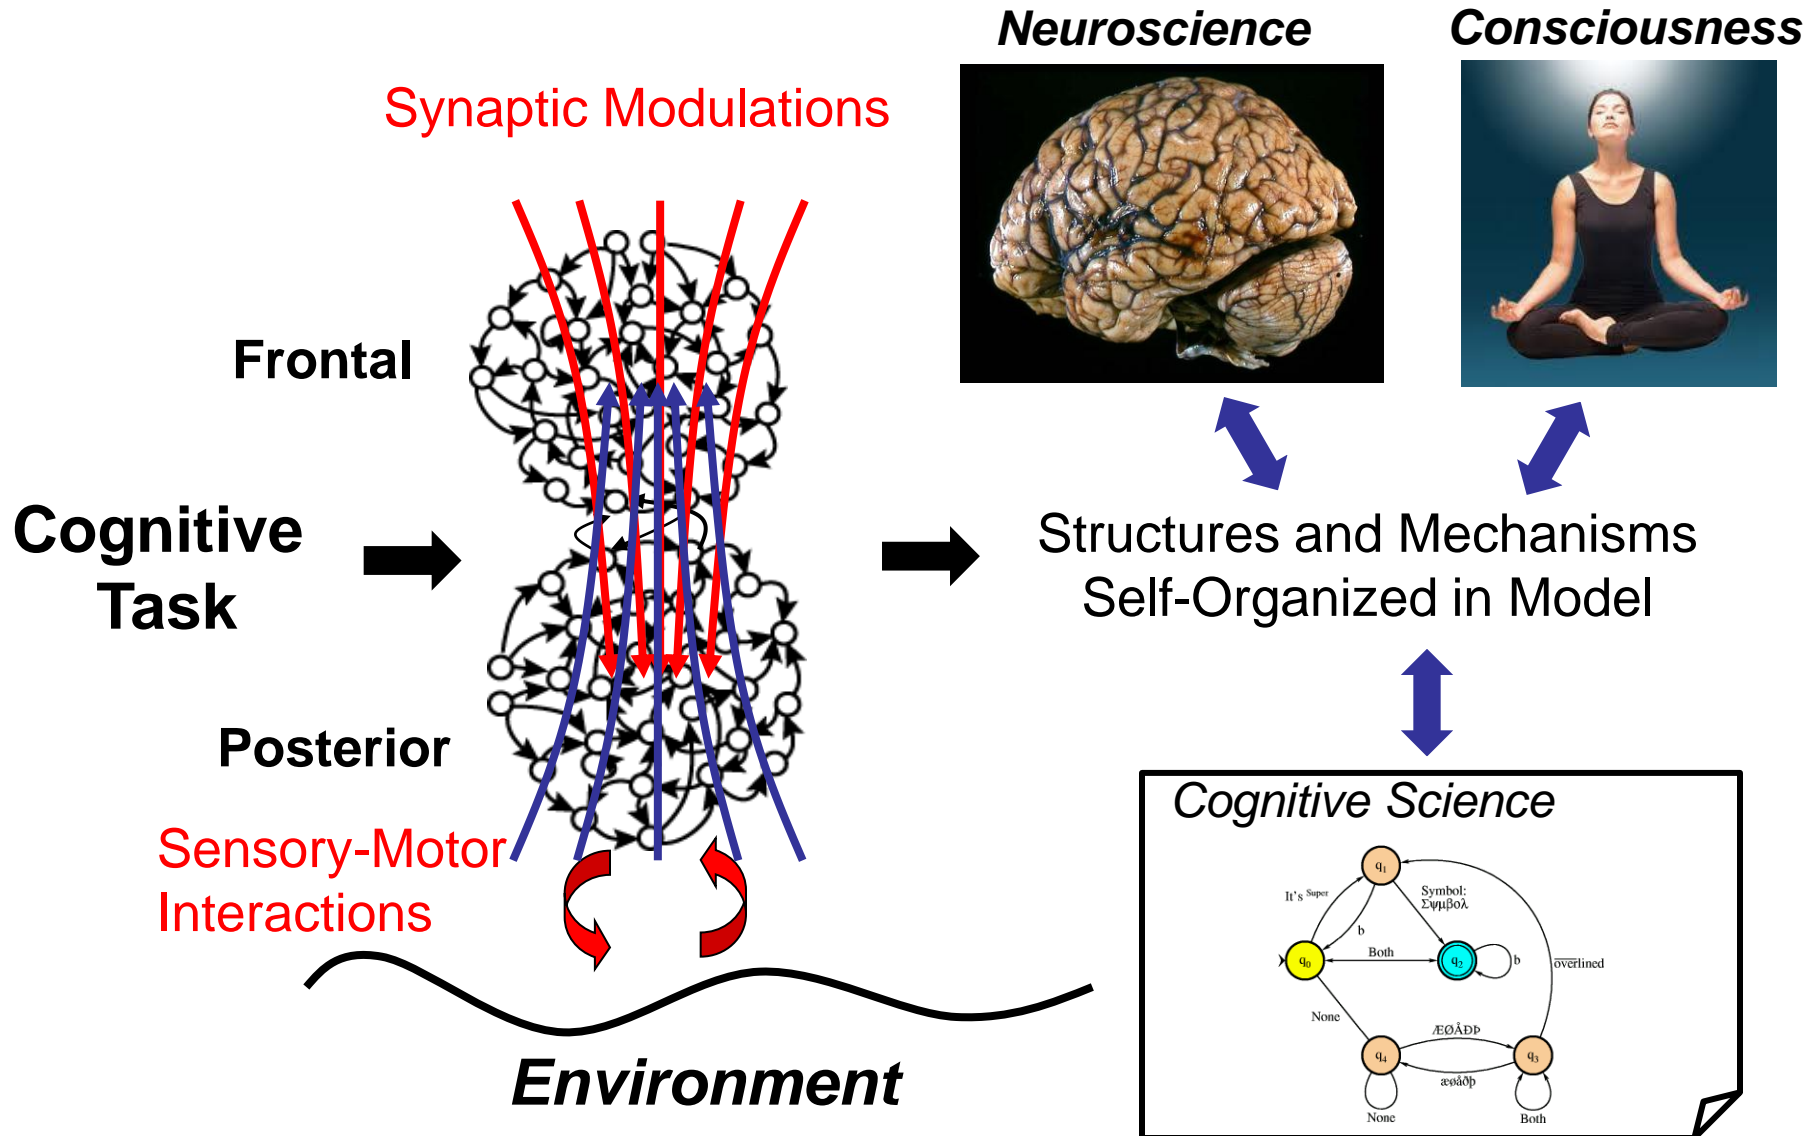 Neuroscience
Consciousness
Synaptic Modulations
Frontal
Cognitive
Task
Structures and Mechanisms
Self-Organized in Model
Posterior
Sensory-Motor
Interactions
Environment
Cognitive Science
q1
It's Super
Symbol:
Σψμβολ
b
Both
q0
q2
b
overlined
None
ÆØÅÐÞ
q4
q3
æøåðþ
None
Both